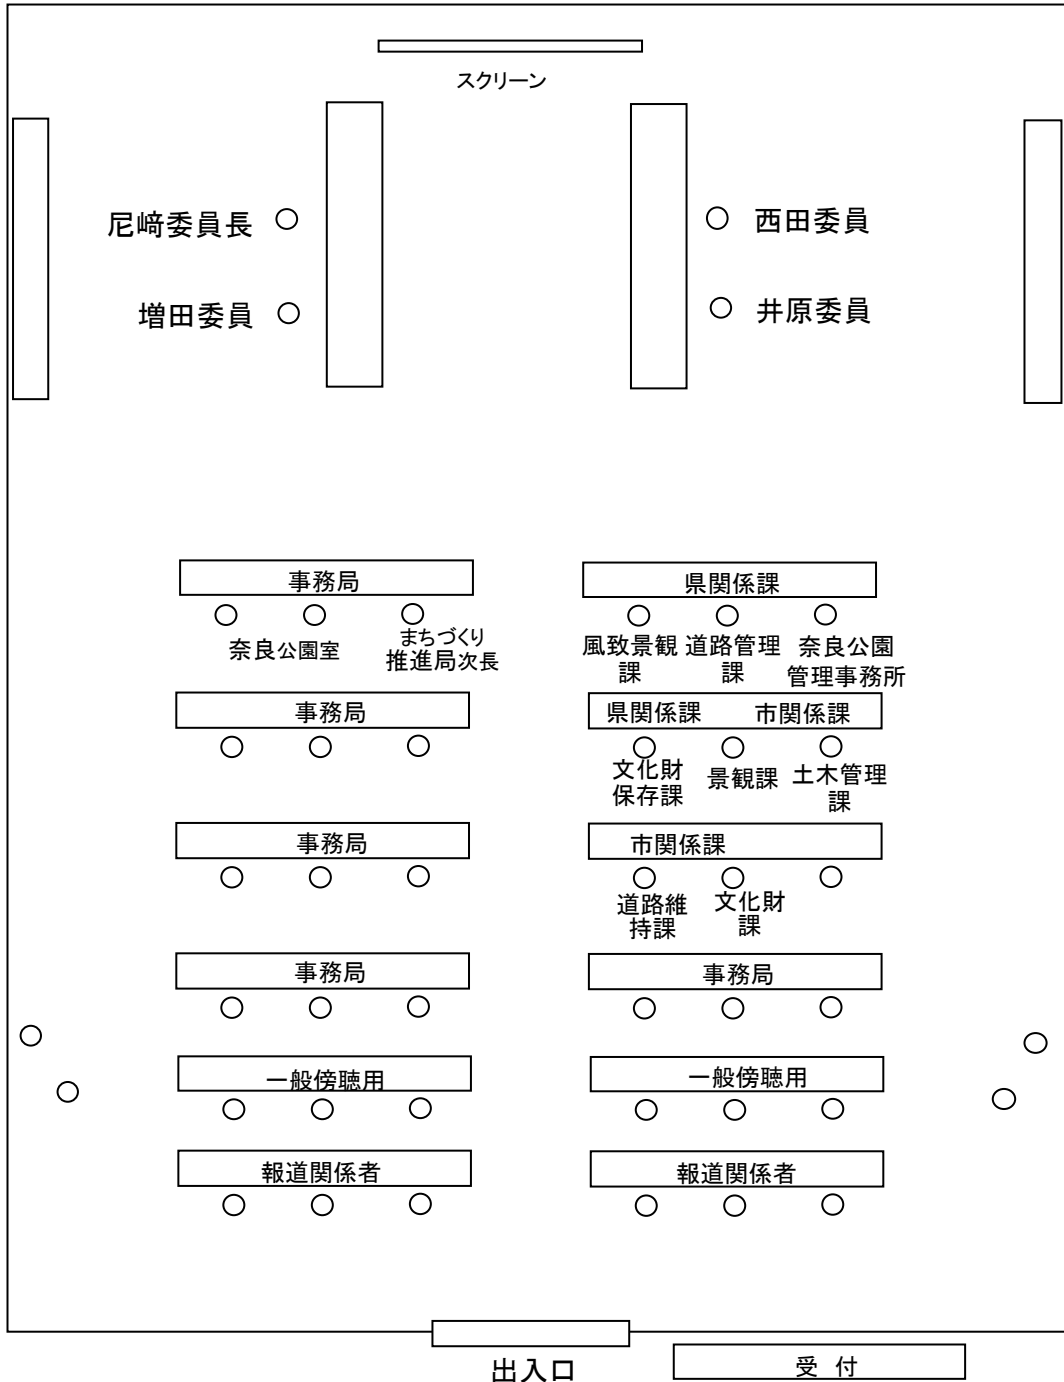 スクリーン
尼﨑委員長
西田委員
増田委員
井原委員
事務局
県関係課
奈良公園室
まちづくり
推進局次長
風致景観
課
道路管理
課
奈良公園
管理事務所
事務局
県関係課
市関係課
文化財
保存課
景観課
土木管理
課
事務局
市関係課
道路維
持課
文化財
課
事務局
事務局
一般傍聴用
一般傍聴用
報道関係者
報道関係者
出入口
受 付